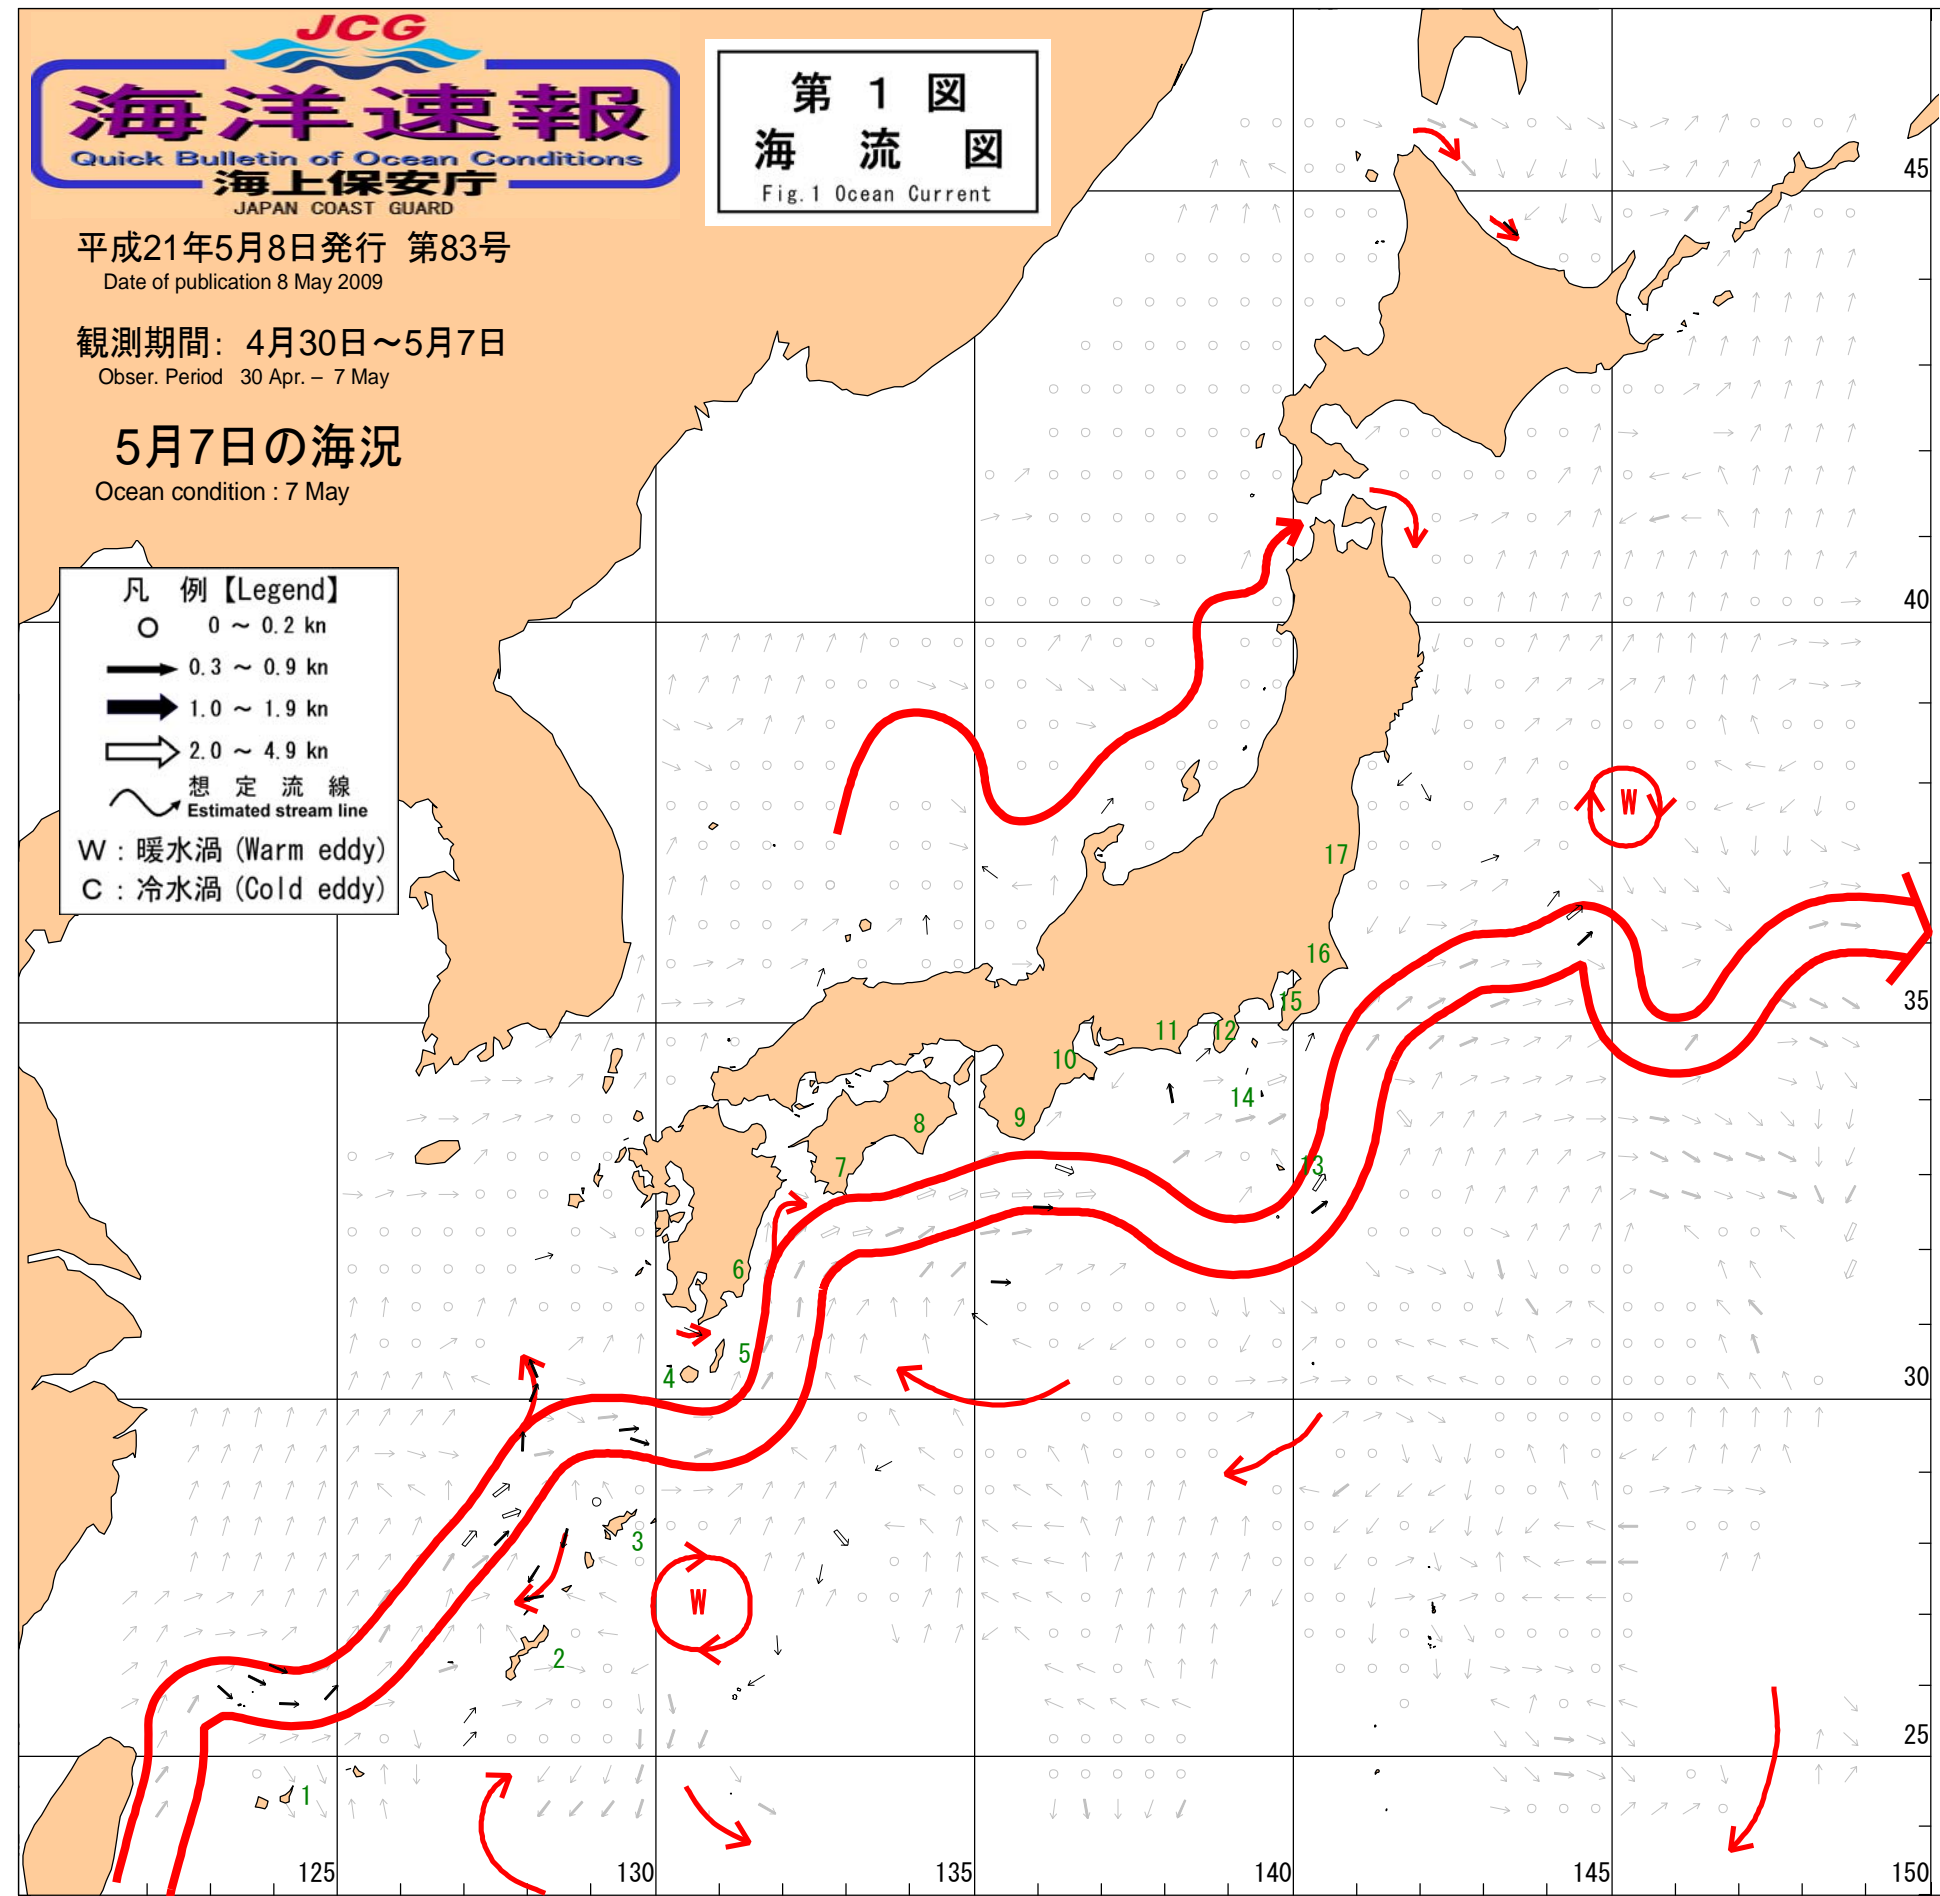 JCG
海洋速報
Quick Bulletin of Ocean Conditions
海上保安庁
JAPAN COAST GUARD
第 1 図
海 流 図
Fig.1 Ocean Current
平成21年5月8日発行 第83号
Date of publication 8 May 2009
観測期間: 4月30日～5月7日
Obser. Period 30 Apr. – 7 May
5月7日の海況
Ocean condition : 7 May
凡 例【Legend】
0 ～ 0.2 kn
0.3 ～ 0.9 kn
1.0 ～ 1.9 kn
2.0 ～ 4.9 kn
想 定 流 線
Estimated stream line
W : 暖水渦 (Warm eddy)
C : 冷水渦 (Cold eddy)
45
40
W
17
16
35
15
12
11
10
14
9
8
7
13
6
5
4
30
3
W
2
25
1
125
130
135
140
145
150